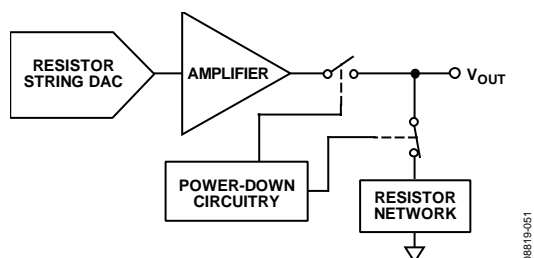 RESISTOR
STRING DAC
AMPLIFIER
VOUT
POWER-DOWN
CIRCUITRY
RESISTOR
NETWORK
08819-051